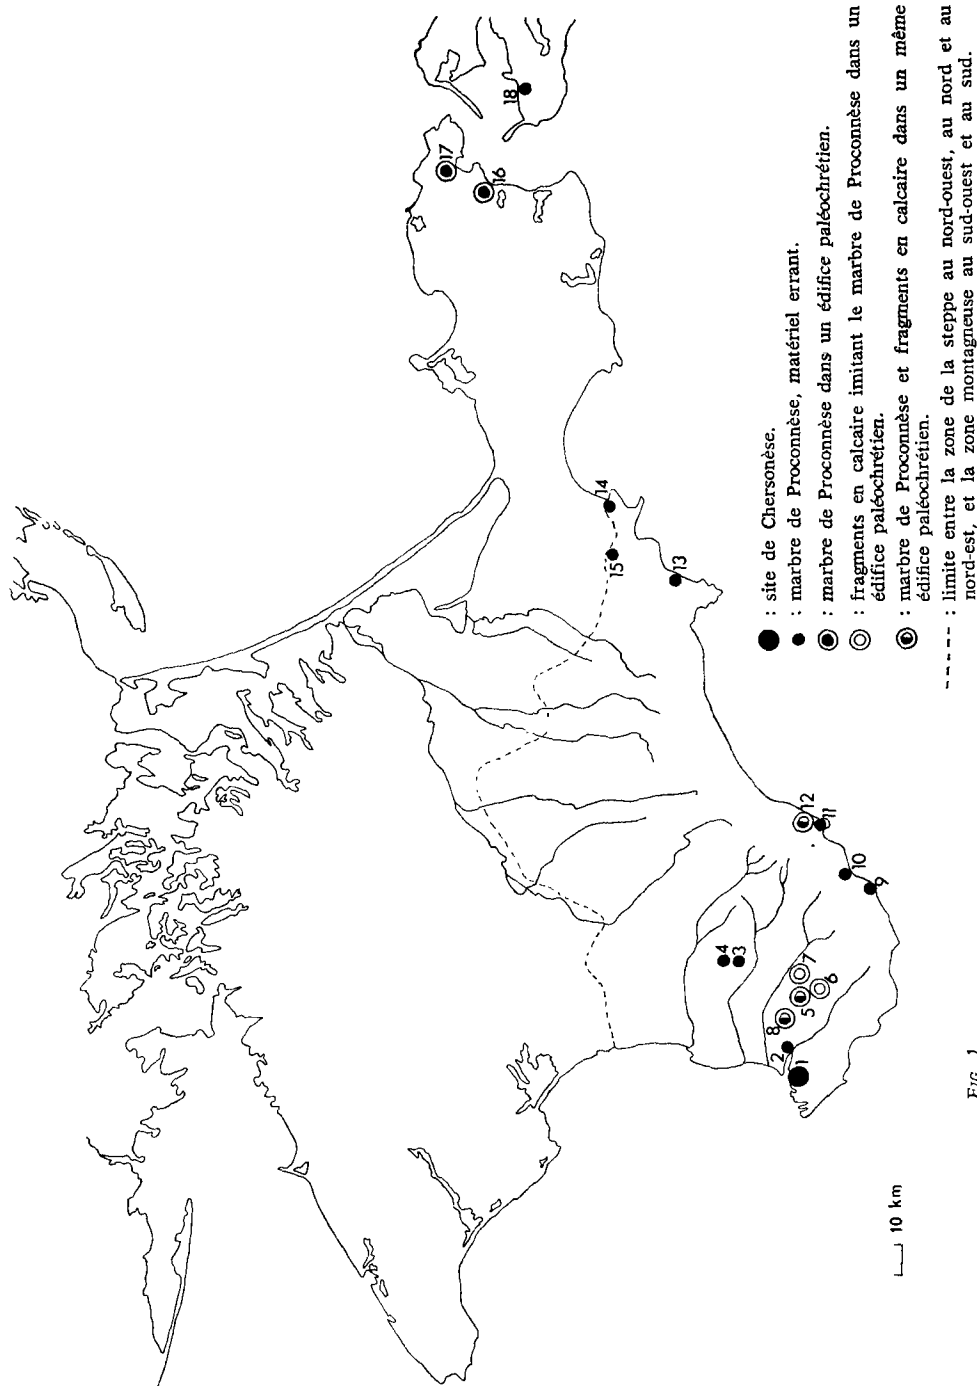 18
17
16
14
15
13
12
11
10
9
4
3
7
6
5
8
2
1
: site de Chersonèse.
: marbre de Proconnèse, matériel errant.
: marbre de Proconnèse dans un édifice paléochrétien.
: fragments en calcaire imitant le marbre de Proconnèse dans un
édifice paléochrétien.
: marbre de Proconnèse et fragments en calcaire dans un même
édifice paléochrétien.
: limite entre la zone de la steppe au nord-ouest, au nord et au
nord-est, et la zone montagneuse au sud-ouest et au sud.
10 km
FIG. 1